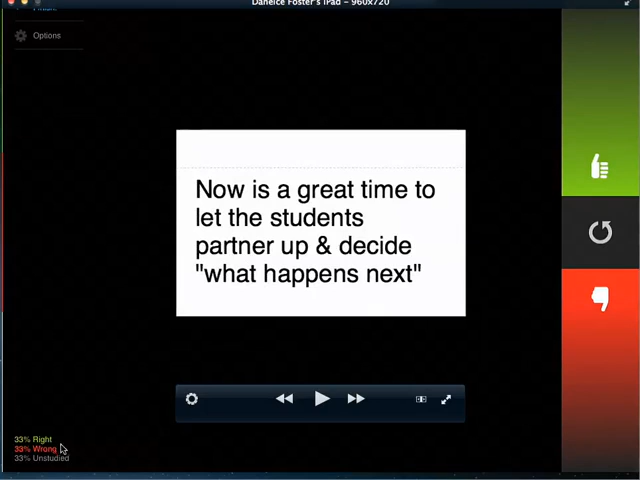 Daneice Foster's iPad – 960x720
Options
Now is a great time to
let the students
partner up & decide
"what happens next"
33% Right
33% Wrong
33% Unstudied